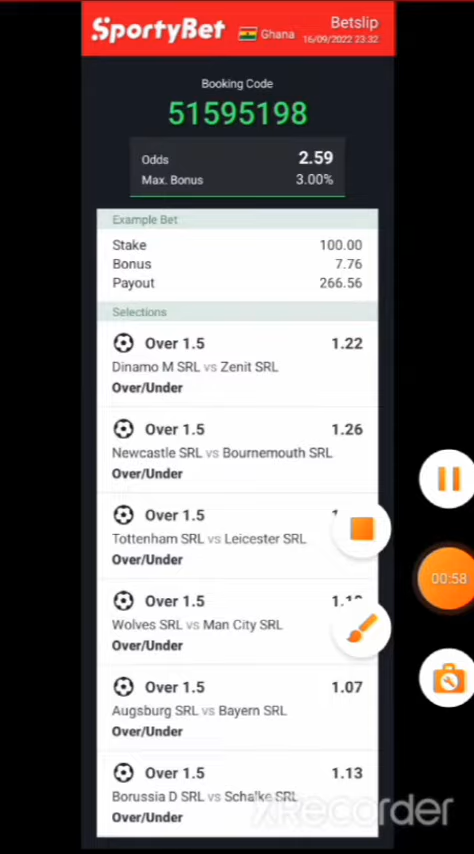 SportyBet
Ghana
Betslip
16/09/2022 23:32
Booking Code
51595198
Odds 2.59
Max. Bonus 3.00%
Example Bet
Stake 100.00
Bonus 7.76
Payout 266.56
Selections
Over 1.5 1.22
Dinamo M SRL vs Zenit SRL
Over/Under
Over 1.5 1.26
Newcastle SRL vs Bournemouth SRL
Over/Under
Over 1.5
Tottenham SRL vs Leicester SRL
Over/Under
Over 1.5
Wolves SRL vs Man City SRL
Over/Under
00:58
Over 1.5 1.07
Augsburg SRL vs Bayern SRL
Over/Under
Over 1.5 1.13
Borussia D SRL vs Schalke SRL
Over/Under
XRecorder